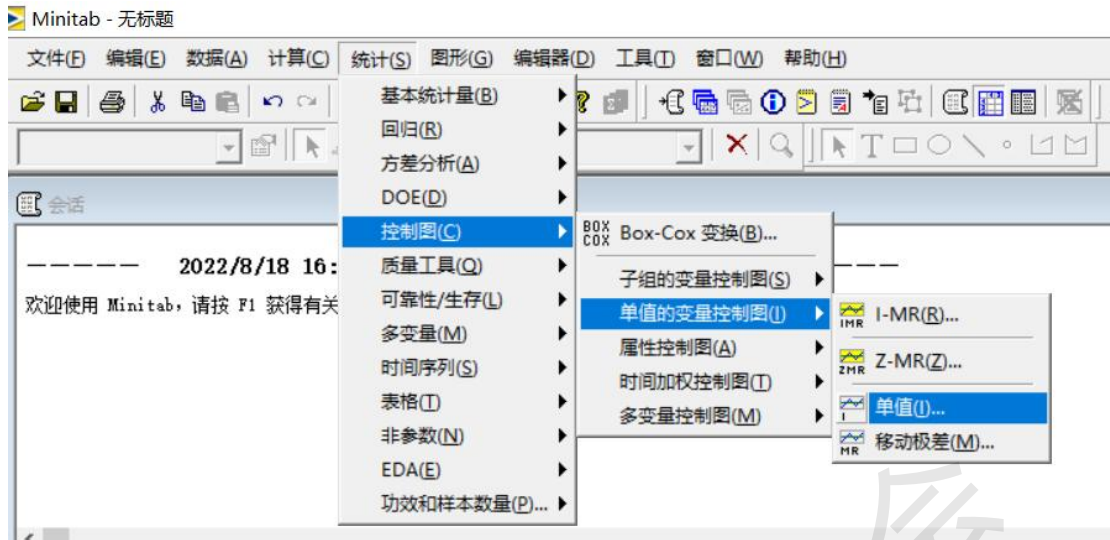 Minitab - 无标题
文件(F) 编辑(E) 数据(A) 计算(C) 统计(S) 图形(G) 编辑器(D) 工具(T) 窗口(W) 帮助(H)
基本统计量(B)
回归(R)
方差分析(A)
DOE(D)
控制图(C)
质量工具(Q)
可靠性/生存(L)
多变量(M)
时间序列(S)
表格(T)
非参数(N)
EDA(E)
功效和样本数量(P)...
BOX COX Box-Cox 变换(B)...
子组的变量控制图(S)
单值的变量控制图(I)
属性控制图(A)
时间加权控制图(T)
多变量控制图(M)
IMR I-MR(R)...
ZMR Z-MR(Z)...
I 单值(I)...
MR 移动极差(M)...
会话
————— 2022/8/18 16: ———
欢迎使用 Minitab,请按 F1 获得有关